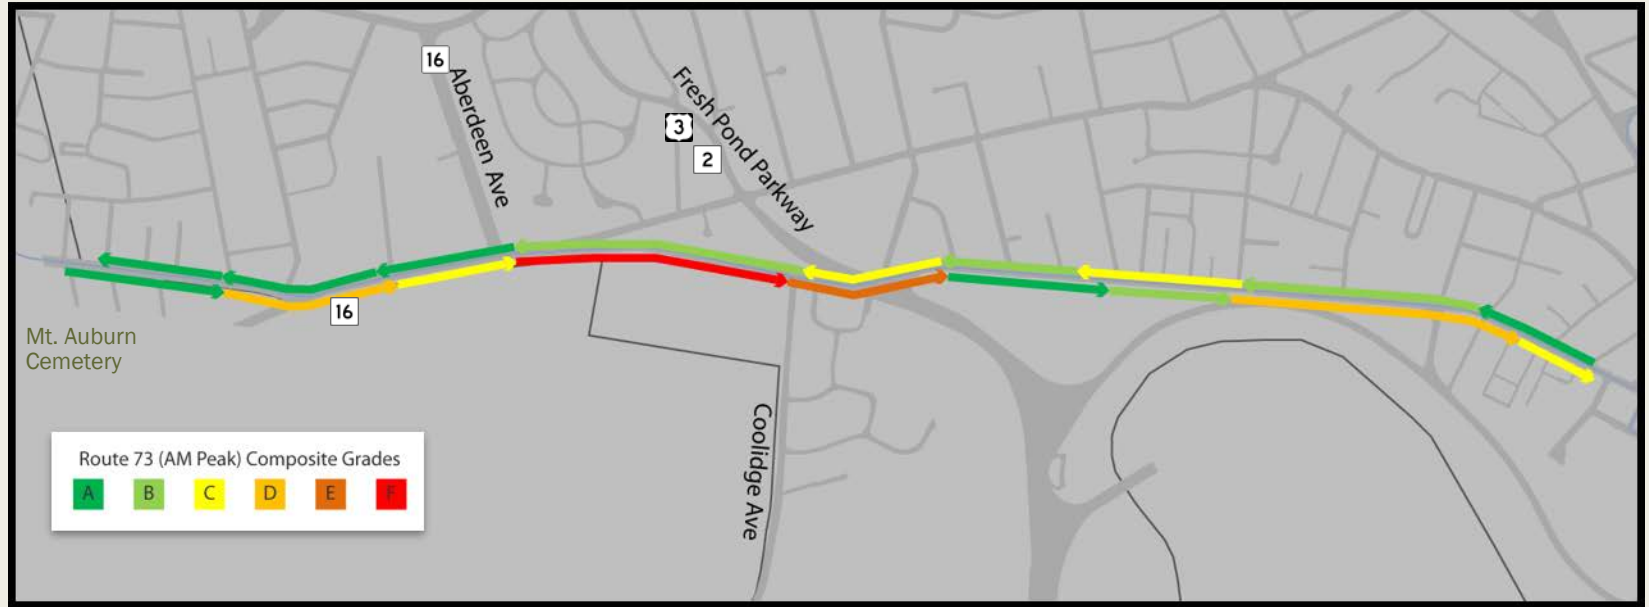 16
Aberdeen Ave
Fresh Pond Parkway
3
2
16
Mt. Auburn
Cemetery
Coolidge Ave
Route 73 (AM Peak) Composite Grades
A B C D E F